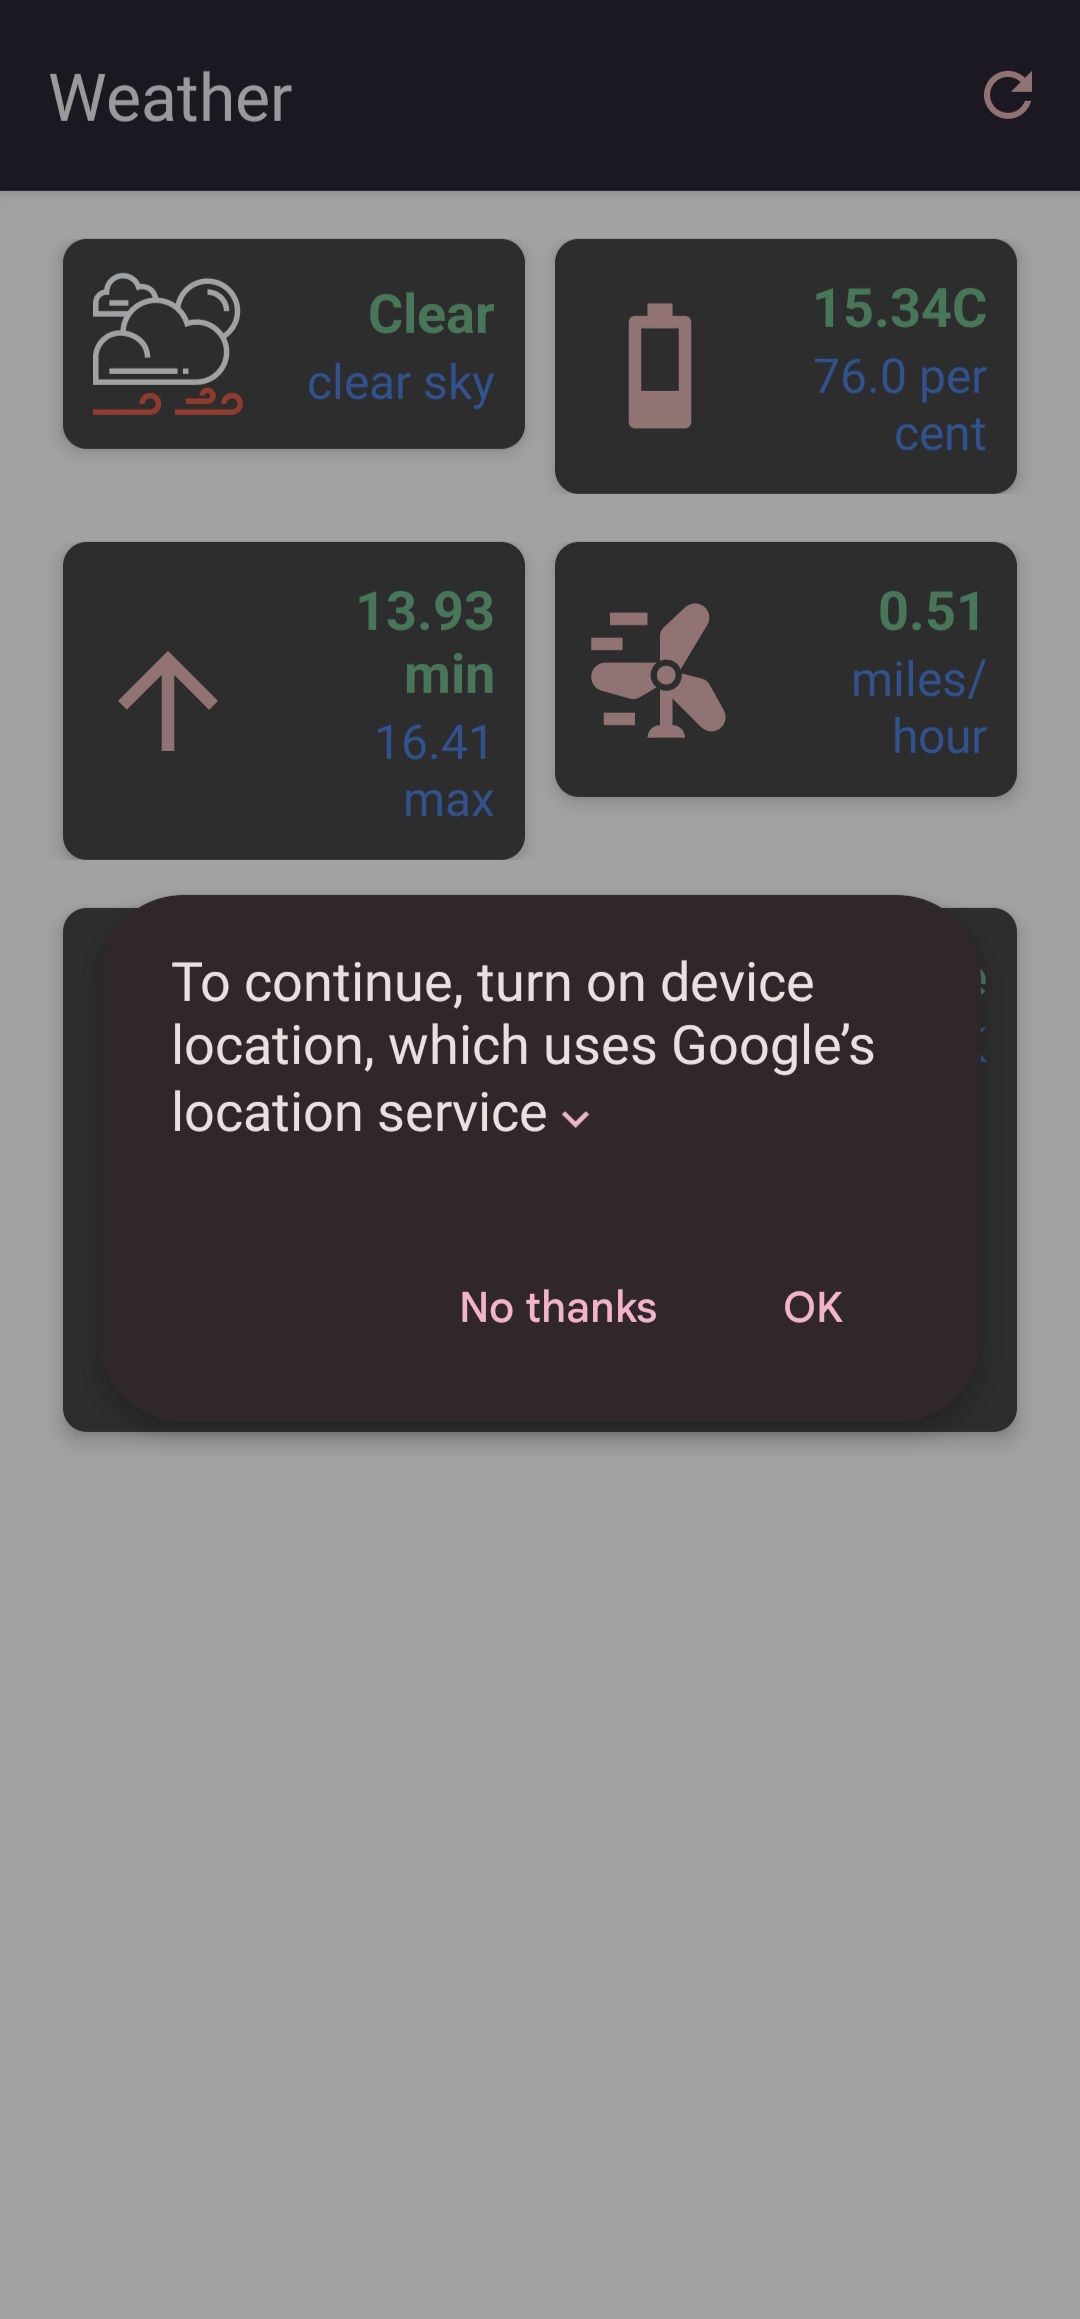 Weather
Clear
clear sky
15.34C
76.0 per
cent
13.93
min
16.41
max
0.51
miles/
hour
To continue, turn on device
location, which uses Google’s
location service
No thanks
OK